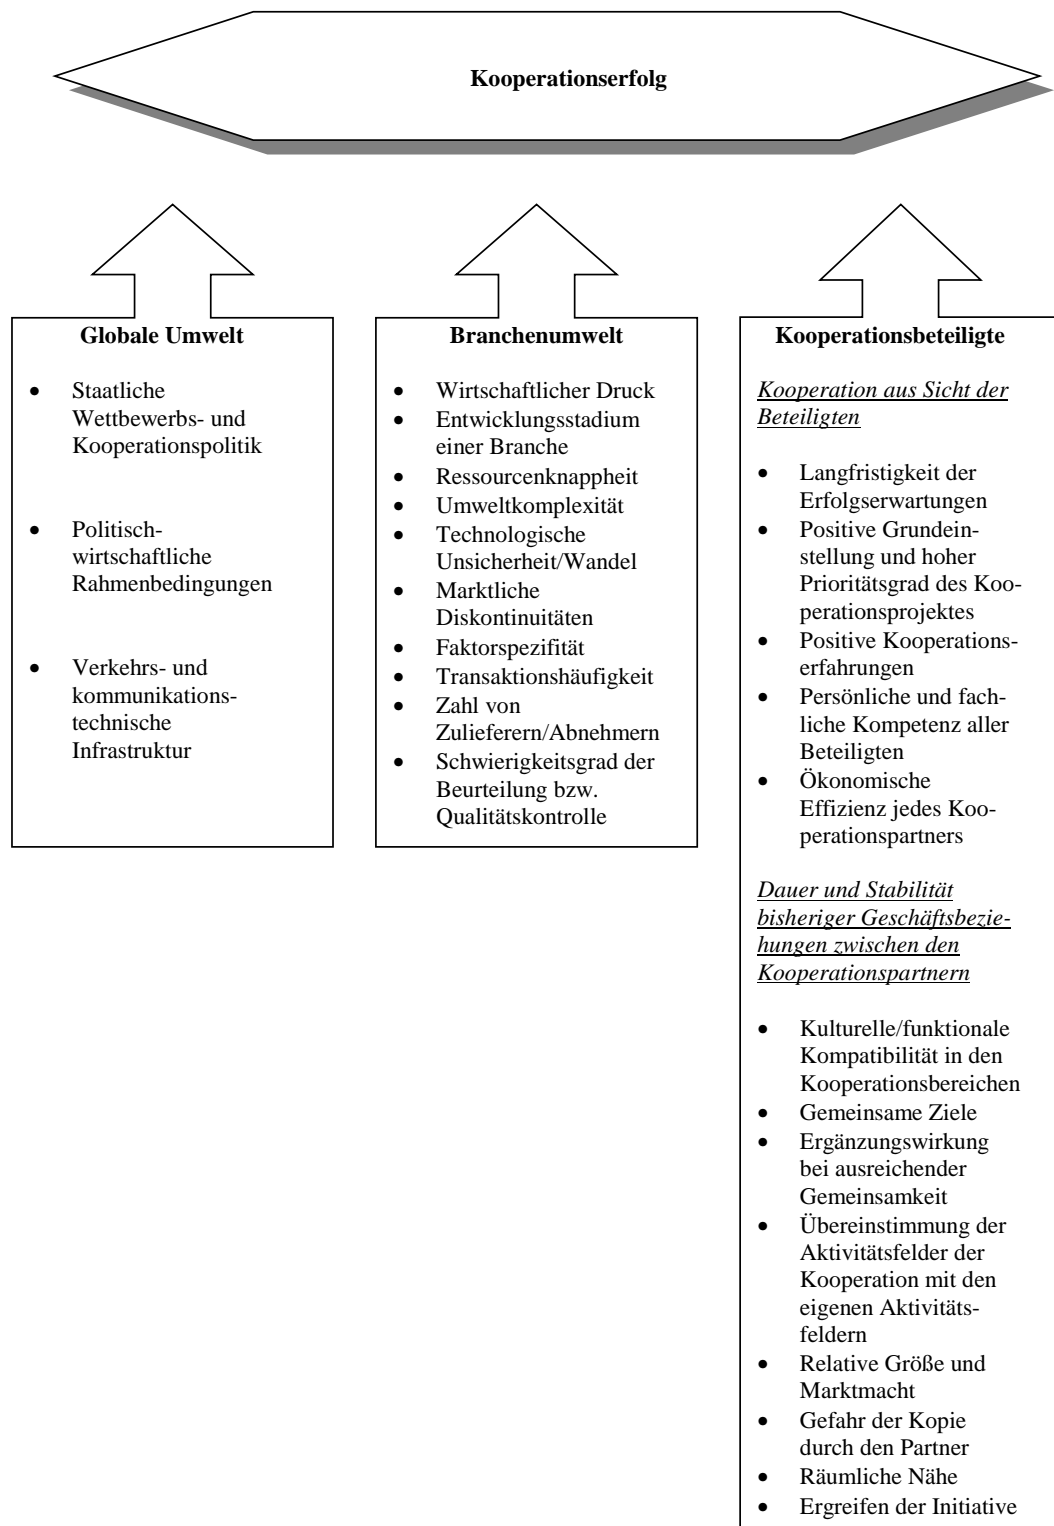 Kooperationserfolg
Globale Umwelt
• Staatliche
Wettbewerbs- und
Kooperationspolitik
• Politisch-
wirtschaftliche
Rahmenbedingungen
• Verkehrs- und
kommunikations-
technische
Infrastruktur
Branchenumwelt
• Wirtschaftlicher Druck
• Entwicklungsstadium
einer Branche
• Ressourcenknappheit
• Umweltkomplexität
• Technologische
Unsicherheit/Wandel
• Marktliche
Diskontinuitäten
• Faktorspezifität
• Transaktionshäufigkeit
• Zahl von
Zulieferern/Abnehmern
• Schwierigkeitsgrad der
Beurteilung bzw.
Qualitätskontrolle
Kooperationsbeteiligte
Kooperation aus Sicht der
Beteiligten
• Langfristigkeit der
Erfolgserwartungen
• Positive Grundein-
stellung und hoher
Prioritätsgrad des Koo-
perationsprojektes
• Positive Kooperations-
erfahrungen
• Persönliche und fach-
liche Kompetenz aller
Beteiligten
• Ökonomische
Effizienz jedes Koo-
perationspartners
Dauer und Stabilität
bisheriger Geschäftsbezie-
hungen zwischen den
Kooperationspartnern
• Kulturelle/funktionale
Kompatibilität in den
Kooperationsbereichen
• Gemeinsame Ziele
• Ergänzungswirkung
bei ausreichender
Gemeinsamkeit
• Übereinstimmung der
Aktivitätsfelder der
Kooperation mit den
eigenen Aktivitäts-
feldern
• Relative Größe und
Marktmacht
• Gefahr der Kopie
durch den Partner
• Räumliche Nähe
• Ergreifen der Initiative